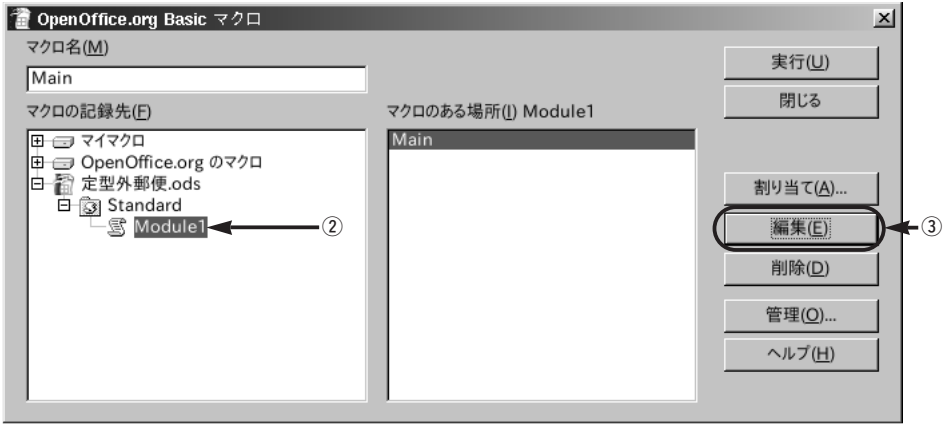 OpenOffice.org Basic マクロ
マクロ名(M)
Main
マクロの記録先(F)
マクロのある場所(I) Module1
マイマクロ
OpenOffice.org のマクロ
定型外郵便.ods
Standard
Module1
②
Main
実行(U)
閉じる
割り当て(A)...
編集(E)
③
削除(D)
管理(O)...
ヘルプ(H)